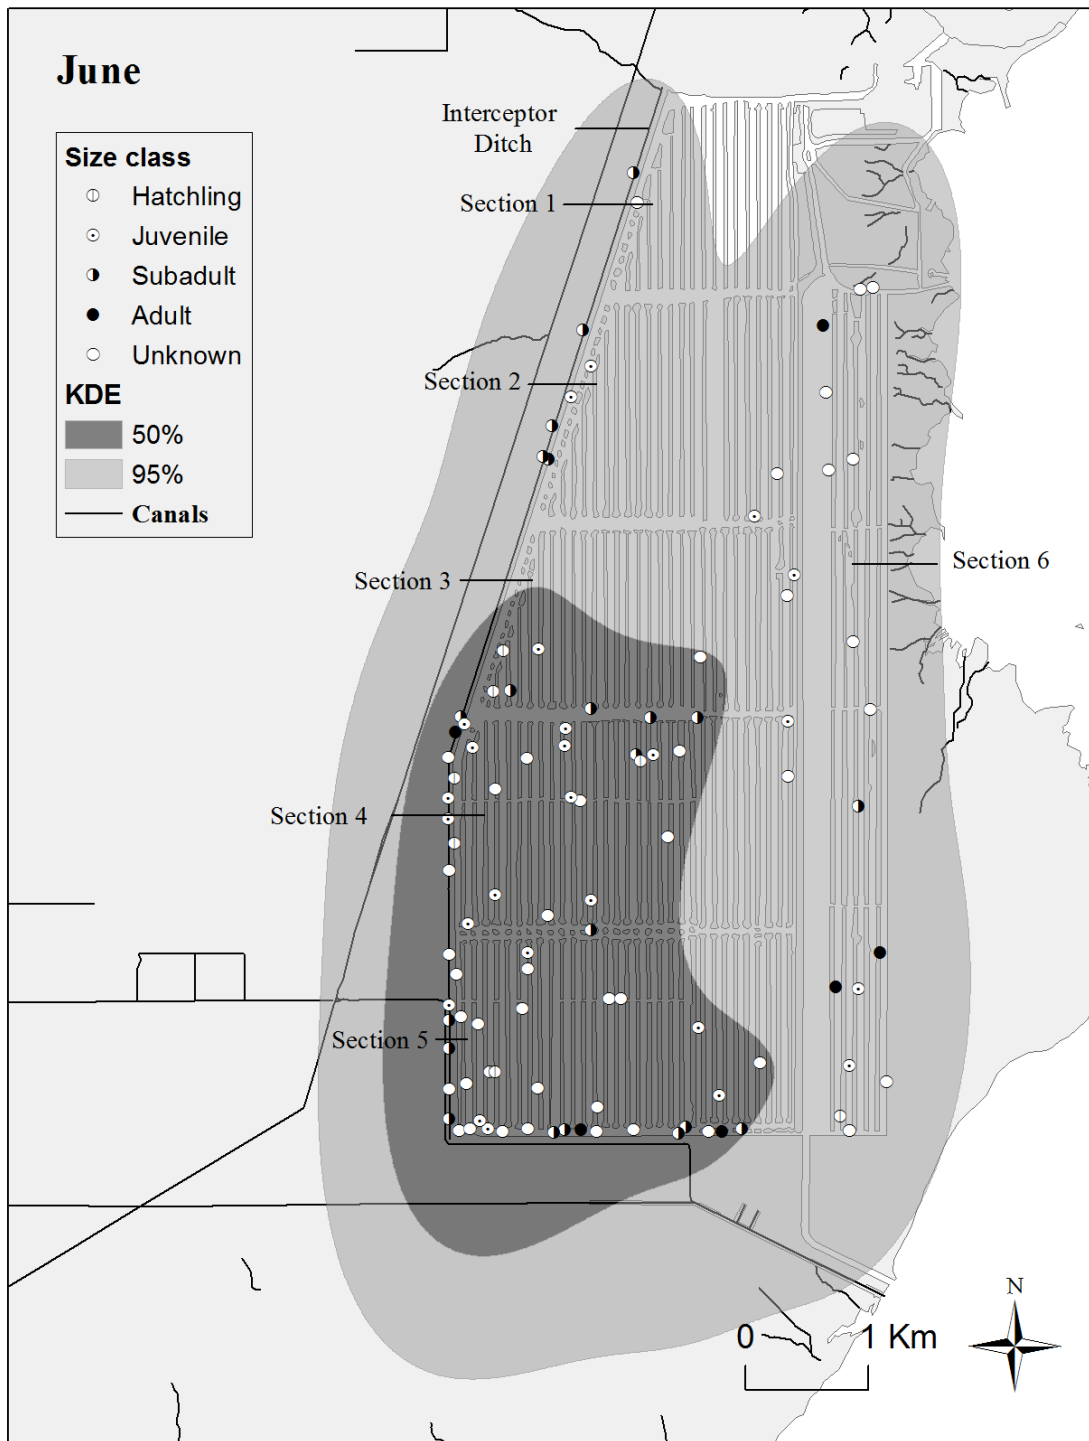 June
Interceptor
Ditch
Size class
Hatchling
Section 1
Juvenile
Subadult
Adult
Unknown
Section 2
KDE
50%
95%
Canals
Section 3
Section 6
Section 4
Section 5
N
0 1 Km